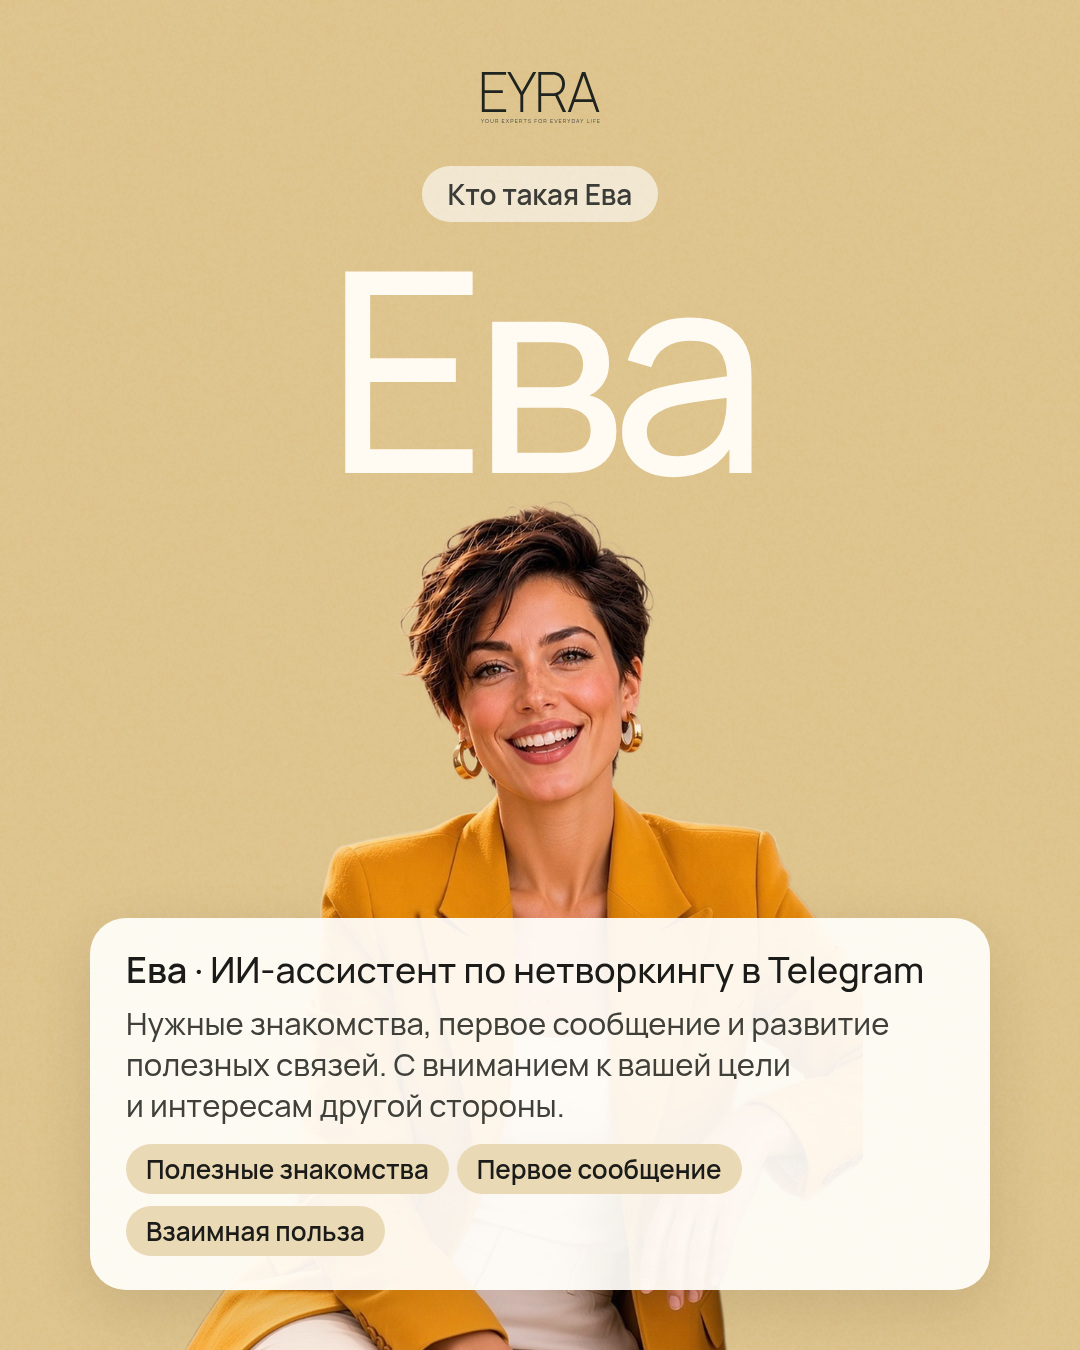 EYRA
YOUR EXPERTS FOR EVERYDAY LIFE
Кто такая Ева
Ева
Ева · ИИ-ассистент по нетворкингу в Telegram
Нужные знакомства, первое сообщение и развитие
полезных связей. С вниманием к вашей цели
и интересам другой стороны.
Полезные знакомства
Первое сообщение
Взаимная польза